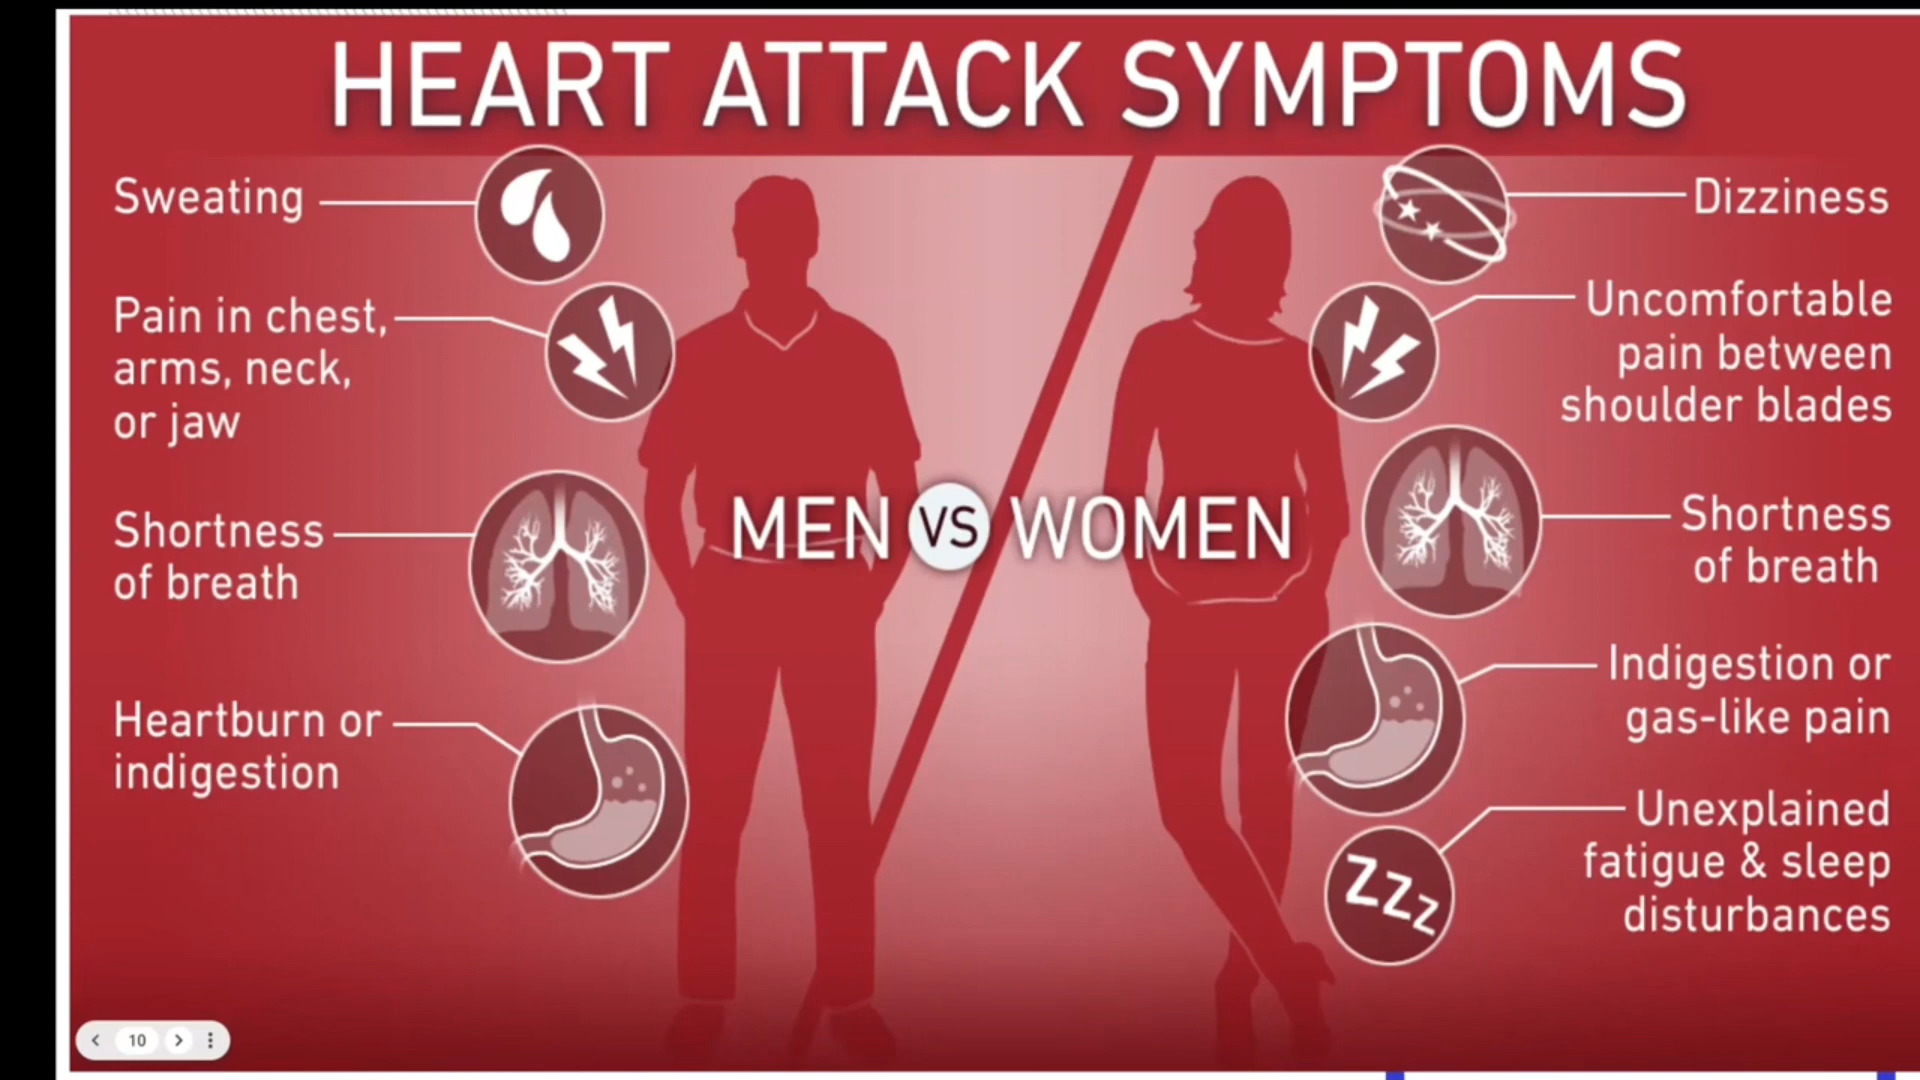 HEART ATTACK SYMPTOMS
Sweating
Pain in chest,
arms, neck,
or jaw
Shortness
of breath
Heartburn or
indigestion
MEN VS WOMEN
Dizziness
Uncomfortable
pain between
shoulder blades
Shortness
of breath
Indigestion or
gas-like pain
Unexplained
fatigue & sleep
disturbances
ZZZ
10